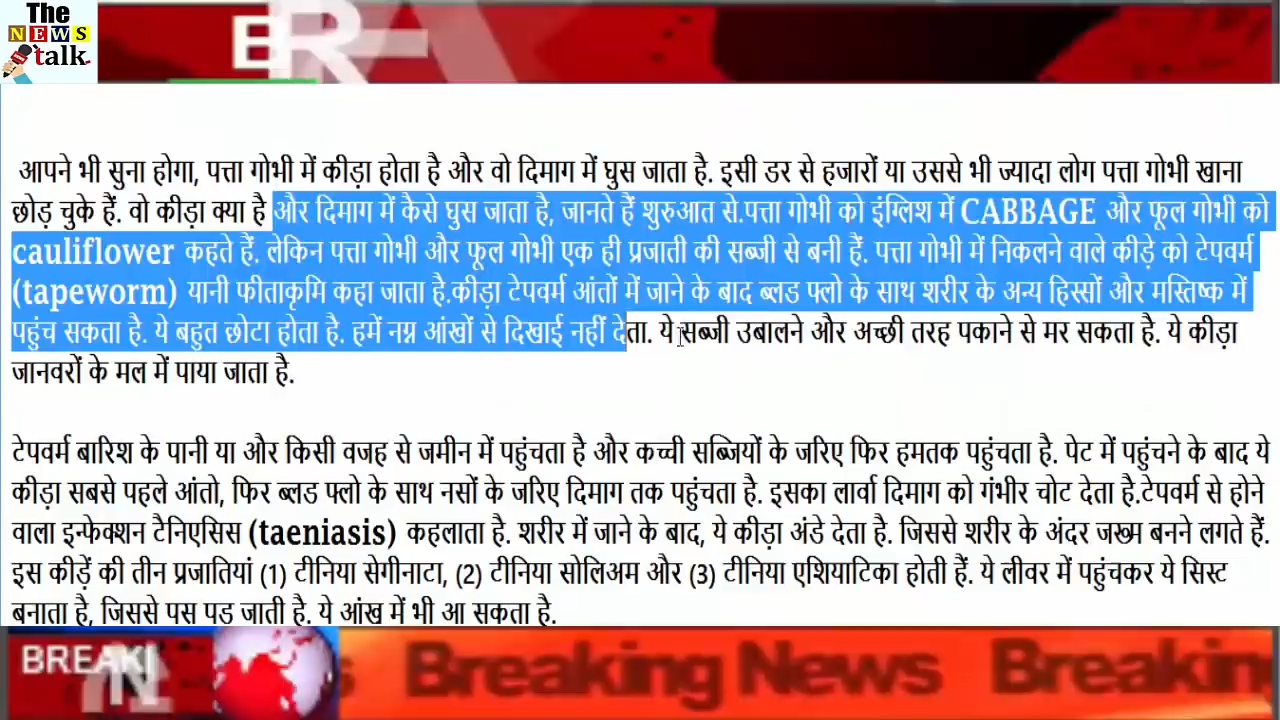 The
NEWS
talk.
BR
आपने भी सुना होगा, पत्ता गोभी में कीड़ा होता है और वो दिमाग में घुस जाता है. इसी डर से हजारों या उससे भी ज्यादा लोग पत्ता गोभी खाना
छोड़ चुके हैं. वो कीड़ा क्या है और दिमाग में कैसे घुस जाता है, जानते हैं शुरुआत से.पत्ता गोभी को इंग्लिश में CABBAGE और फूल गोभी को
cauliflower कहते हैं. लेकिन पत्ता गोभी और फूल गोभी एक ही प्रजाती की सब्जी से बनी हैं. पत्ता गोभी में निकलने वाले कीड़े को टेपवर्म
(tapeworm) यानी फीताकृमि कहा जाता है.कीड़ा टेपवर्म आंतों में जाने के बाद ब्लड फ्लो के साथ शरीर के अन्य हिस्सों और मस्तिष्क में
पहुंच सकता है. ये बहुत छोटा होता है. हमें नग्न आंखों से दिखाई नहीं देता. ये सब्जी उबालने और अच्छी तरह पकाने से मर सकता है. ये कीड़ा
जानवरों के मल में पाया जाता है.
टेपवर्म बारिश के पानी या और किसी वजह से जमीन में पहुंचता है और कच्ची सब्जियों के जरिए फिर हमतक पहुंचता है. पेट में पहुंचने के बाद ये
कीड़ा सबसे पहले आंतो, फिर ब्लड फ्लो के साथ नसों के जरिए दिमाग तक पहुंचता है. इसका लार्वा दिमाग को गंभीर चोट देता है.टेपवर्म से होने
वाला इन्फेक्शन टैनिएसिस (taeniasis) कहलाता है. शरीर में जाने के बाद, ये कीड़ा अंडे देता है. जिससे शरीर के अंदर जख्म बनने लगते हैं.
इस कीड़ें की तीन प्रजातियां (1) टीनिया सेगीनाटा, (2) टीनिया सोलिअम और (3) टीनिया एशियाटिका होती हैं. ये लीवर में पहुंचकर ये सिस्ट
बनाता है, जिससे पस पड़ जाती है. ये आंख में भी आ सकता है.
BREAKI
N
s Breaking News Breakin